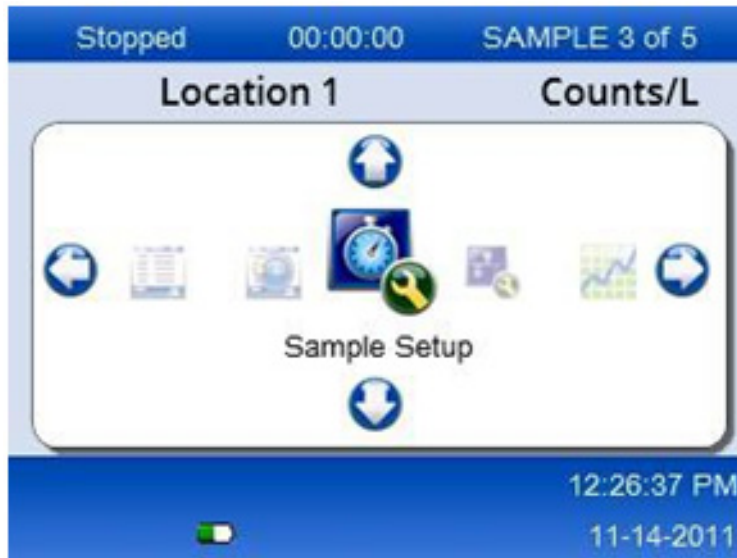 Stopped 00:00:00 SAMPLE 3 of 5
Location 1 Counts/L
Sample Setup
12:26:37 PM
11-14-2011